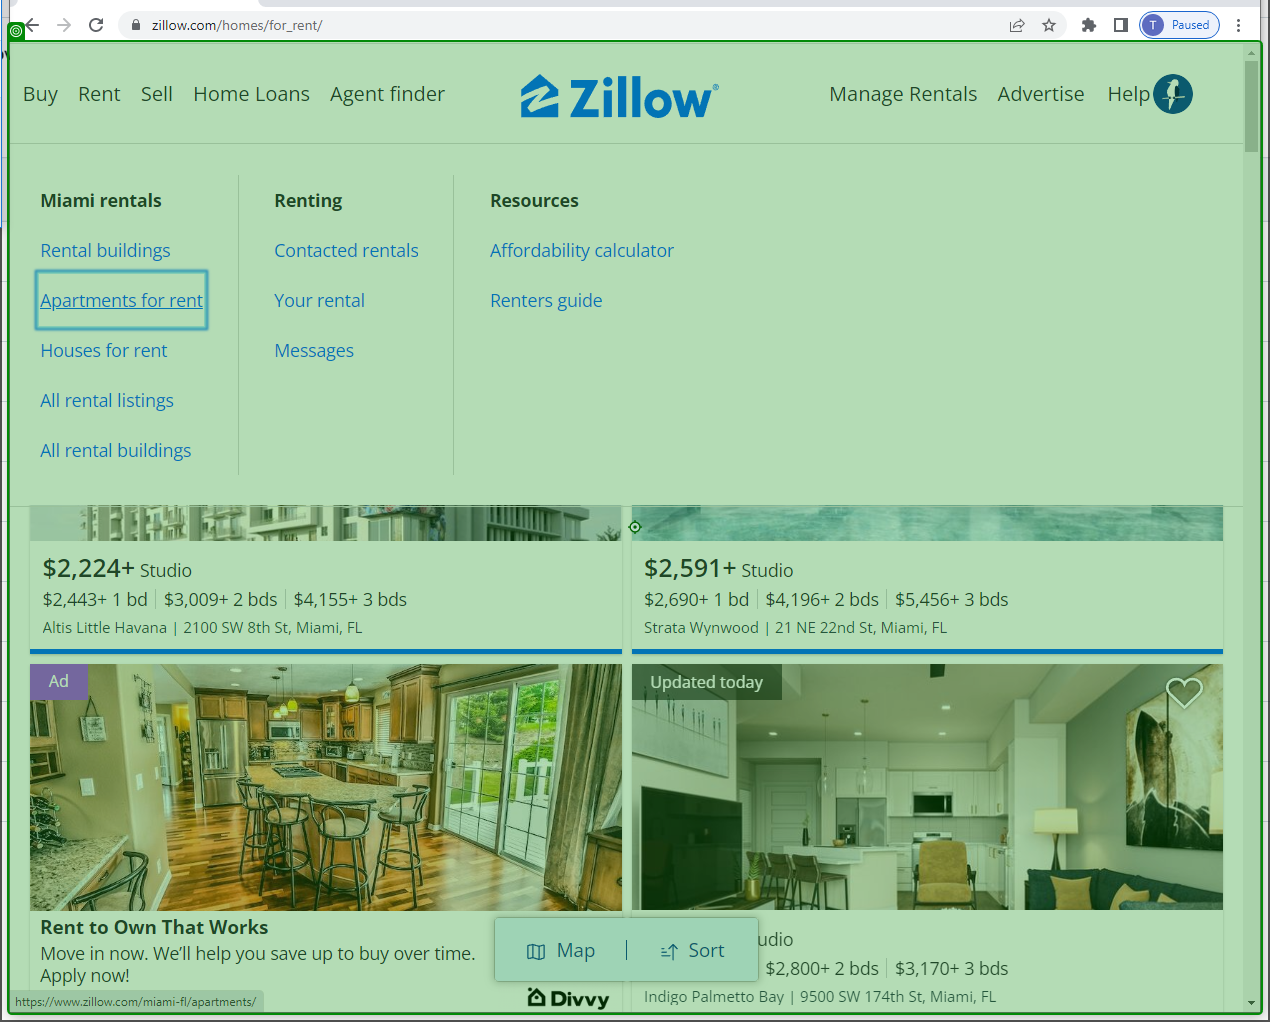 zillow.com/homes/for_rent/
T Paused
Buy Rent Sell Home Loans Agent finder
Zillow®
Manage Rentals Advertise Help
Miami rentals
Rental buildings
Apartments for rent
Houses for rent
All rental listings
All rental buildings
Renting
Contacted rentals
Your rental
Messages
Resources
Affordability calculator
Renters guide
$2,224+ Studio
$2,443+ 1 bd | $3,009+ 2 bds | $4,155+ 3 bds
Altis Little Havana | 2100 SW 8th St, Miami, FL
$2,591+ Studio
$2,690+ 1 bd | $4,196+ 2 bds | $5,456+ 3 bds
Strata Wynwood | 21 NE 22nd St, Miami, FL
Ad
Rent to Own That Works
Move in now. We'll help you save up to buy over time.
Apply now!
Divvy
Updated today
udio
$2,800+ 2 bds | $3,170+ 3 bds
Indigo Palmetto Bay | 9500 SW 174th St, Miami, FL
Map | Sort
https://www.zillow.com/miami-fl/apartments/